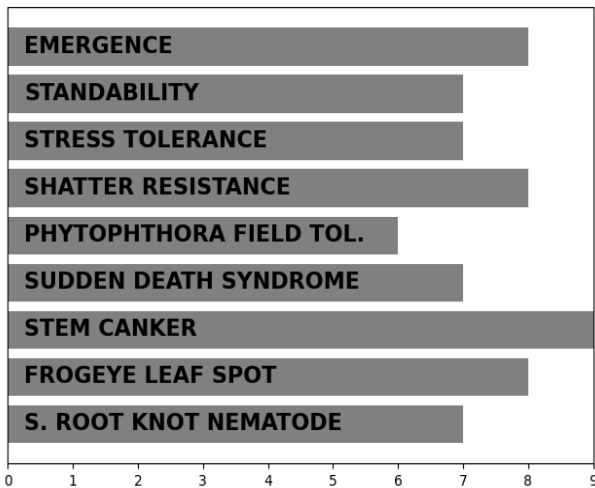 EMERGENCE
STANDABILITY
STRESS TOLERANCE
SHATTER RESISTANCE
PHYTOPHTHORA FIELD TOL.
SUDDEN DEATH SYNDROME
STEM CANKER
FROGEYE LEAF SPOT
S. ROOT KNOT NEMATODE
0 1 2 3 4 5 6 7 8 9